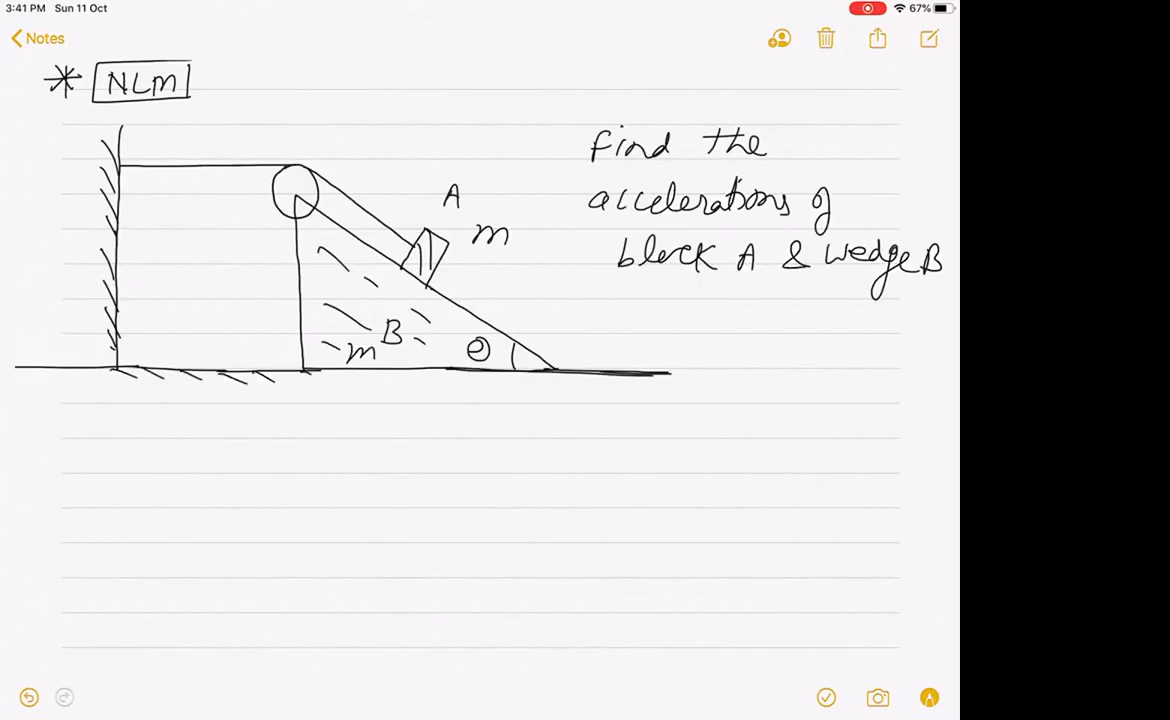 3:41 PM Sun 11 Oct
67%
Notes
* NLM
find the
accelerations of
block A & wedge B
A
m
B
m
θ